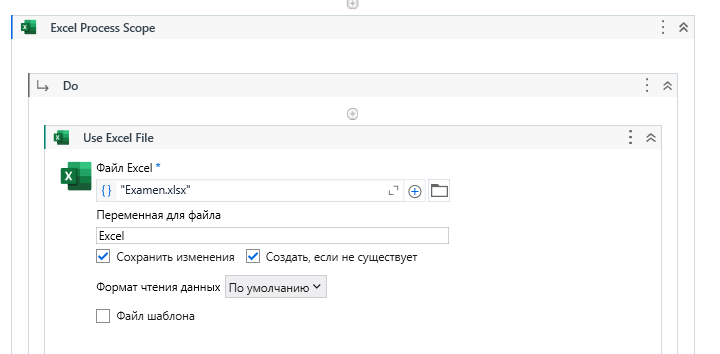 Excel Process Scope
Do
Use Excel File
Файл Excel *
{ } "Examen.xlsx"
Переменная для файла
Excel
Сохранить изменения Создать, если не существует
Формат чтения данных По умолчанию
Файл шаблона